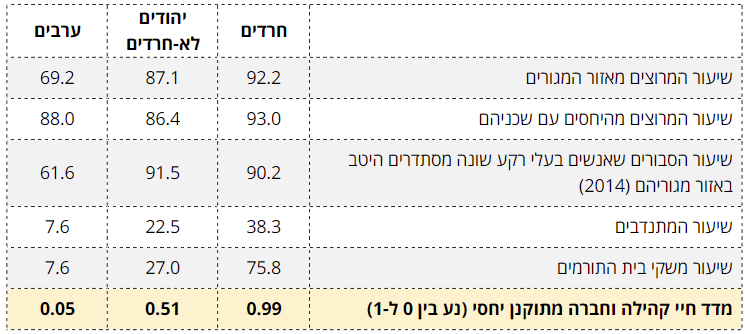 חרדים יהודים לא-חרדים ערבים
שיעור המרוצים מאזור המגורים 92.2 87.1 69.2
שיעור המרוצים מהיחסים עם שכניהם 93.0 86.4 88.0
שיעור הסבורים שאנשים בעלי רקע שונה מסתדרים היטב
באזור מגוריהם (2014) 90.2 91.5 61.6
שיעור המתנדבים 38.3 22.5 7.6
שיעור משקי בית התורמים 75.8 27.0 7.6
מדד חיי קהילה וחברה מתוקנן יחסי (נע בין 0 ל-1) 0.99 0.51 0.05